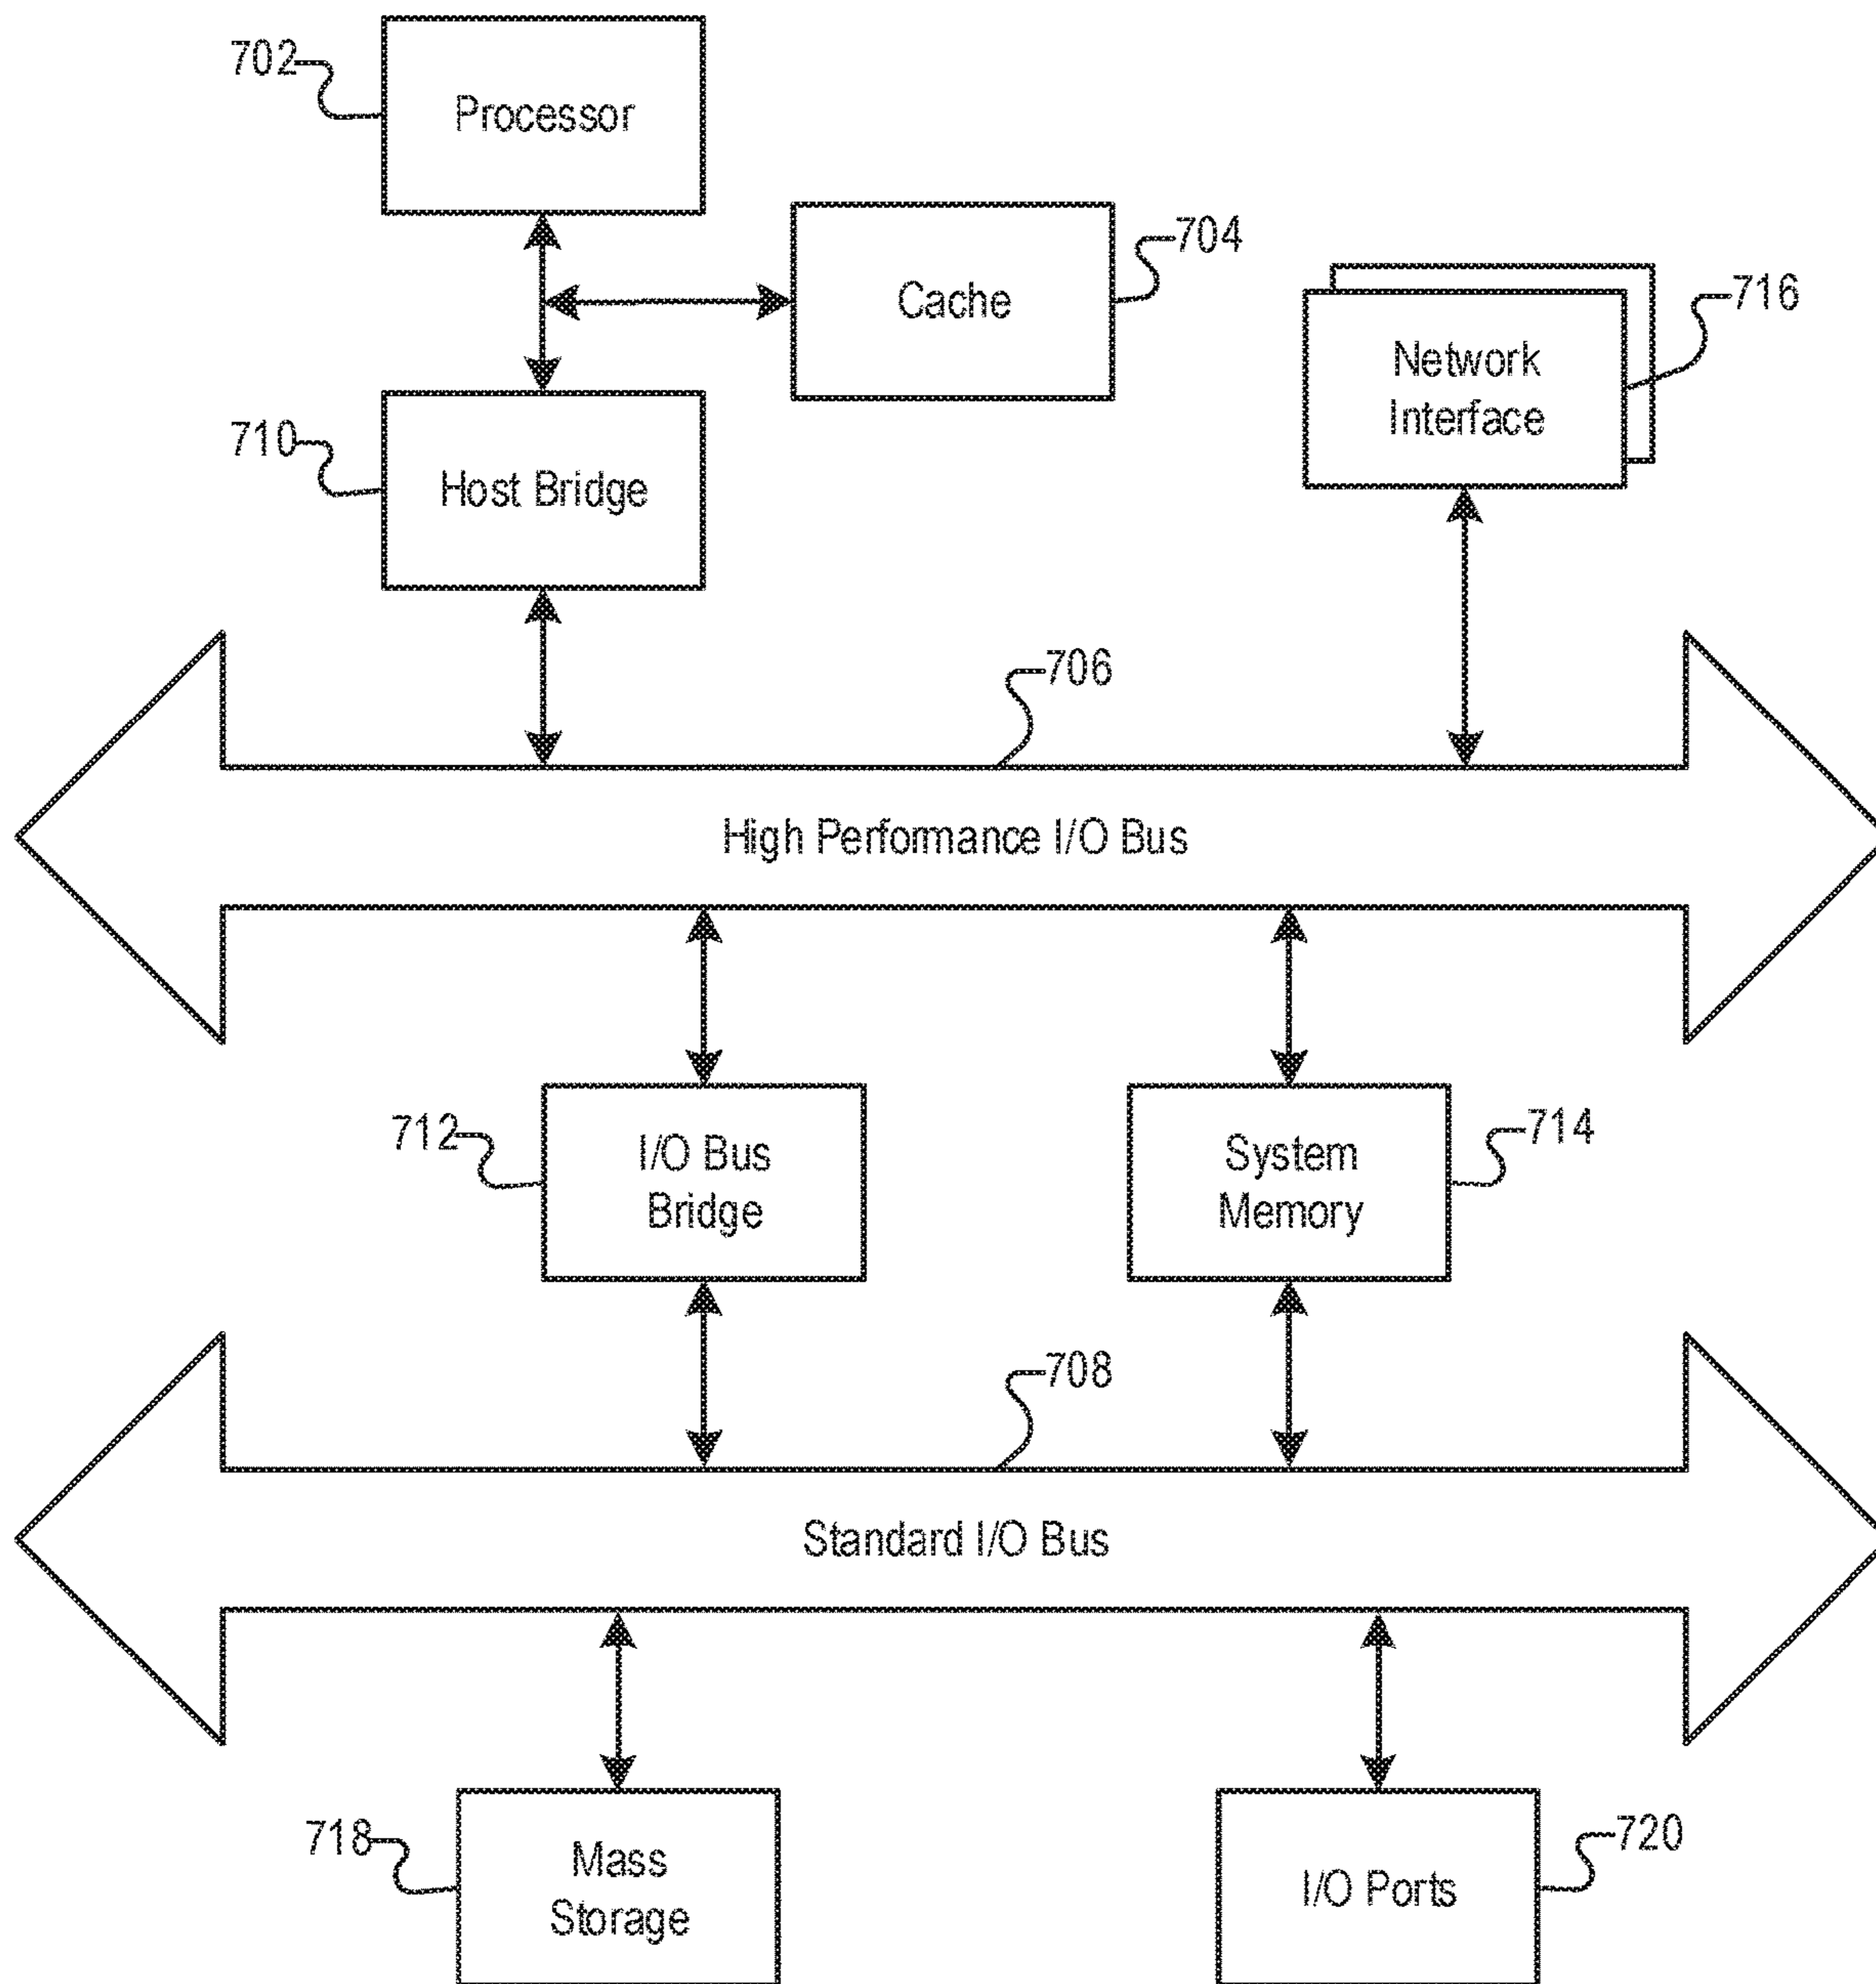 702
Processor
704
Cache
716
Network
Interface
710
Host Bridge
706
High Performance I/O Bus
712
I/O Bus
Bridge
714
System
Memory
708
Standard I/O Bus
718
Mass
Storage
720
I/O Ports